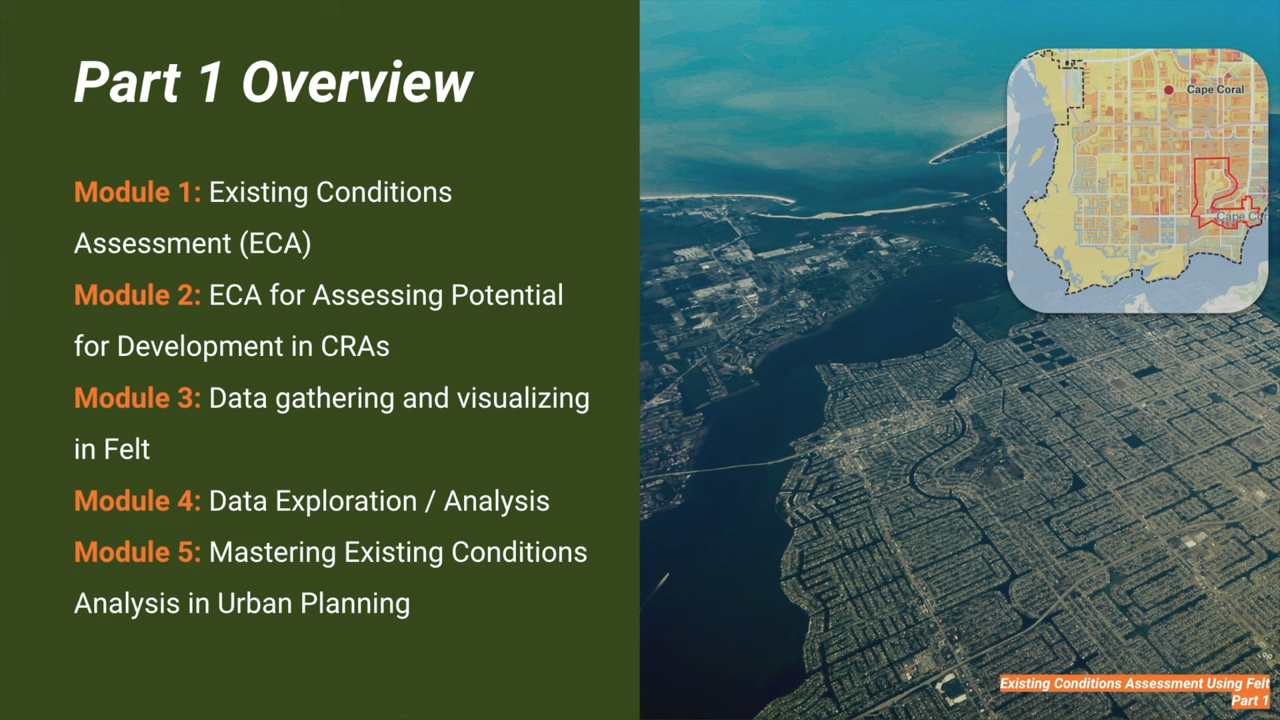 Part 1 Overview
Module 1: Existing Conditions
Assessment (ECA)
Module 2: ECA for Assessing Potential
for Development in CRAs
Module 3: Data gathering and visualizing
in Felt
Module 4: Data Exploration / Analysis
Module 5: Mastering Existing Conditions
Analysis in Urban Planning
Cape Coral
Cape Co
Existing Conditions Assessment Using Felt
Part 1